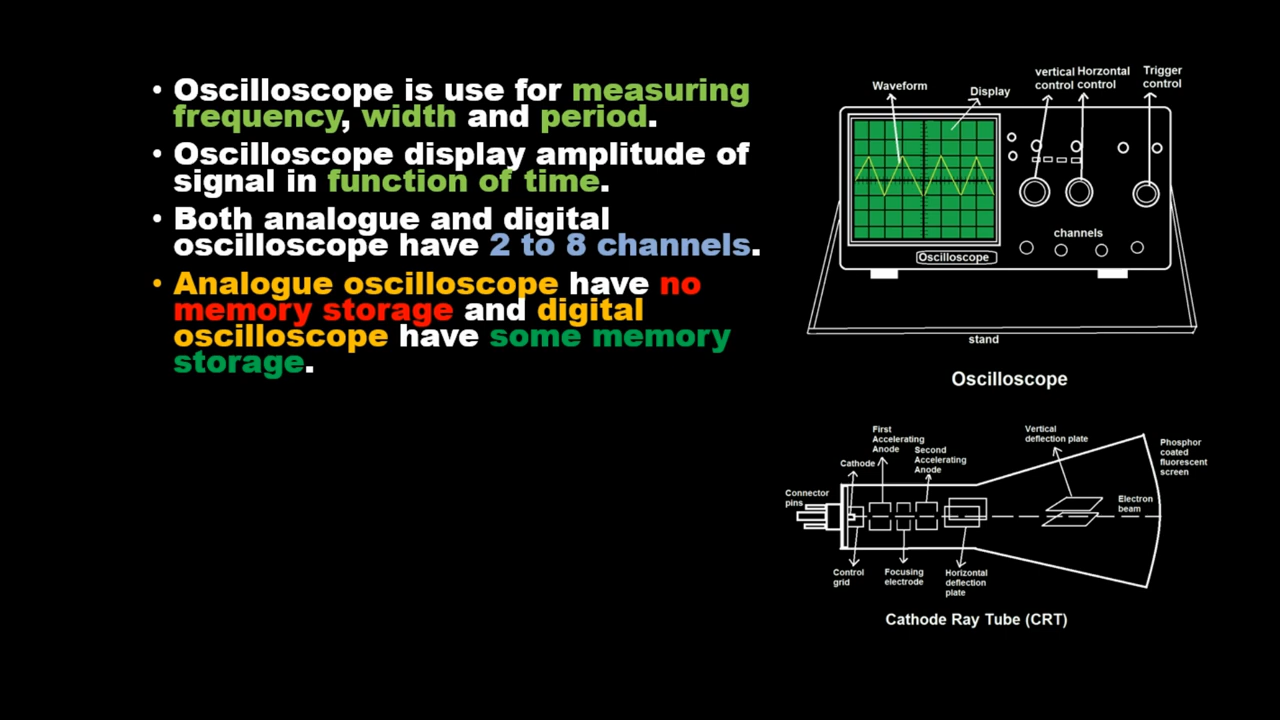 • Oscilloscope is use for measuring
frequency, width and period.
• Oscilloscope display amplitude of
signal in function of time.
• Both analogue and digital
oscilloscope have 2 to 8 channels.
• Analogue oscilloscope have no
memory storage and digital
oscilloscope have some memory
storage.
Waveform
Display
vertical
control
Horzontal
control
Trigger
control
channels
Oscilloscope
stand
Oscilloscope
First
Accelerating
Anode
Second
Accelerating
Anode
Cathode
Connector
pins
Vertical
deflection plate
Phosphor
coated
fluorescent
screen
Electron
beam
Control
grid
Focusing
electrode
Horizontal
deflection
plate
Cathode Ray Tube (CRT)